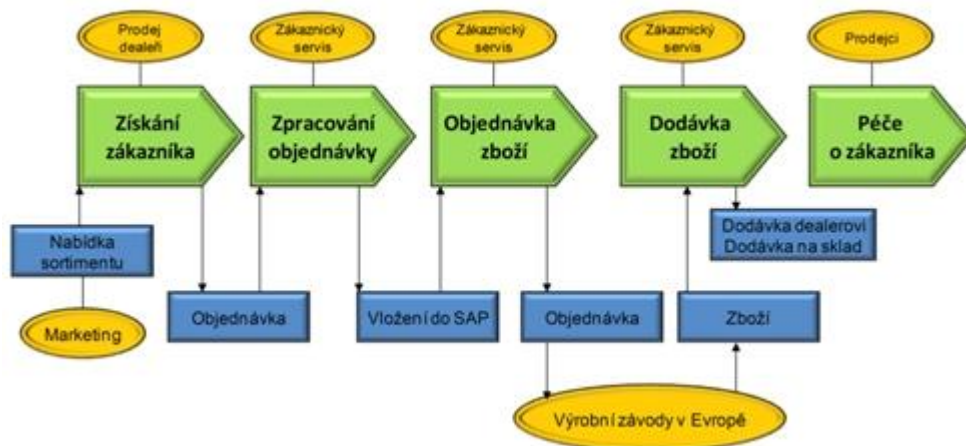 Prodej
dealeři
Zákaznický
servis
Zákaznický
servis
Zákaznický
servis
Prodejci
Získání
zákazníka
Zpracování
objednávky
Objednávka
zboží
Dodávka
zboží
Péče
o zákazníka
Nabídka
sortimentu
Dodávka dealerovi
Dodávka na sklad
Marketing
Objednávka
Vložení do SAP
Objednávka
Zboží
Výrobní závody v Evropě